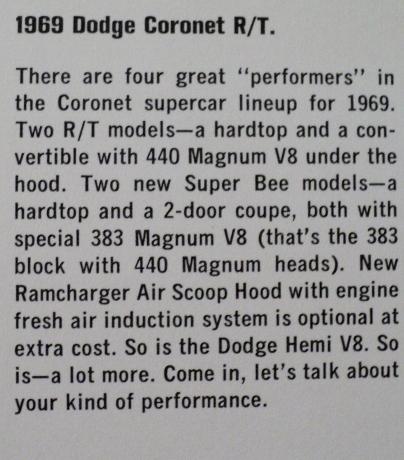 1969 Dodge Coronet R/T.
There are four great "performers" in
the Coronet supercar lineup for 1969.
Two R/T models—a hardtop and a con-
vertible with 440 Magnum V8 under the
hood. Two new Super Bee models—a
hardtop and a 2-door coupe, both with
special 383 Magnum V8 (that's the 383
block with 440 Magnum heads). New
Ramcharger Air Scoop Hood with engine
fresh air induction system is optional at
extra cost. So is the Dodge Hemi V8. So
is—a lot more. Come in, let's talk about
your kind of performance.